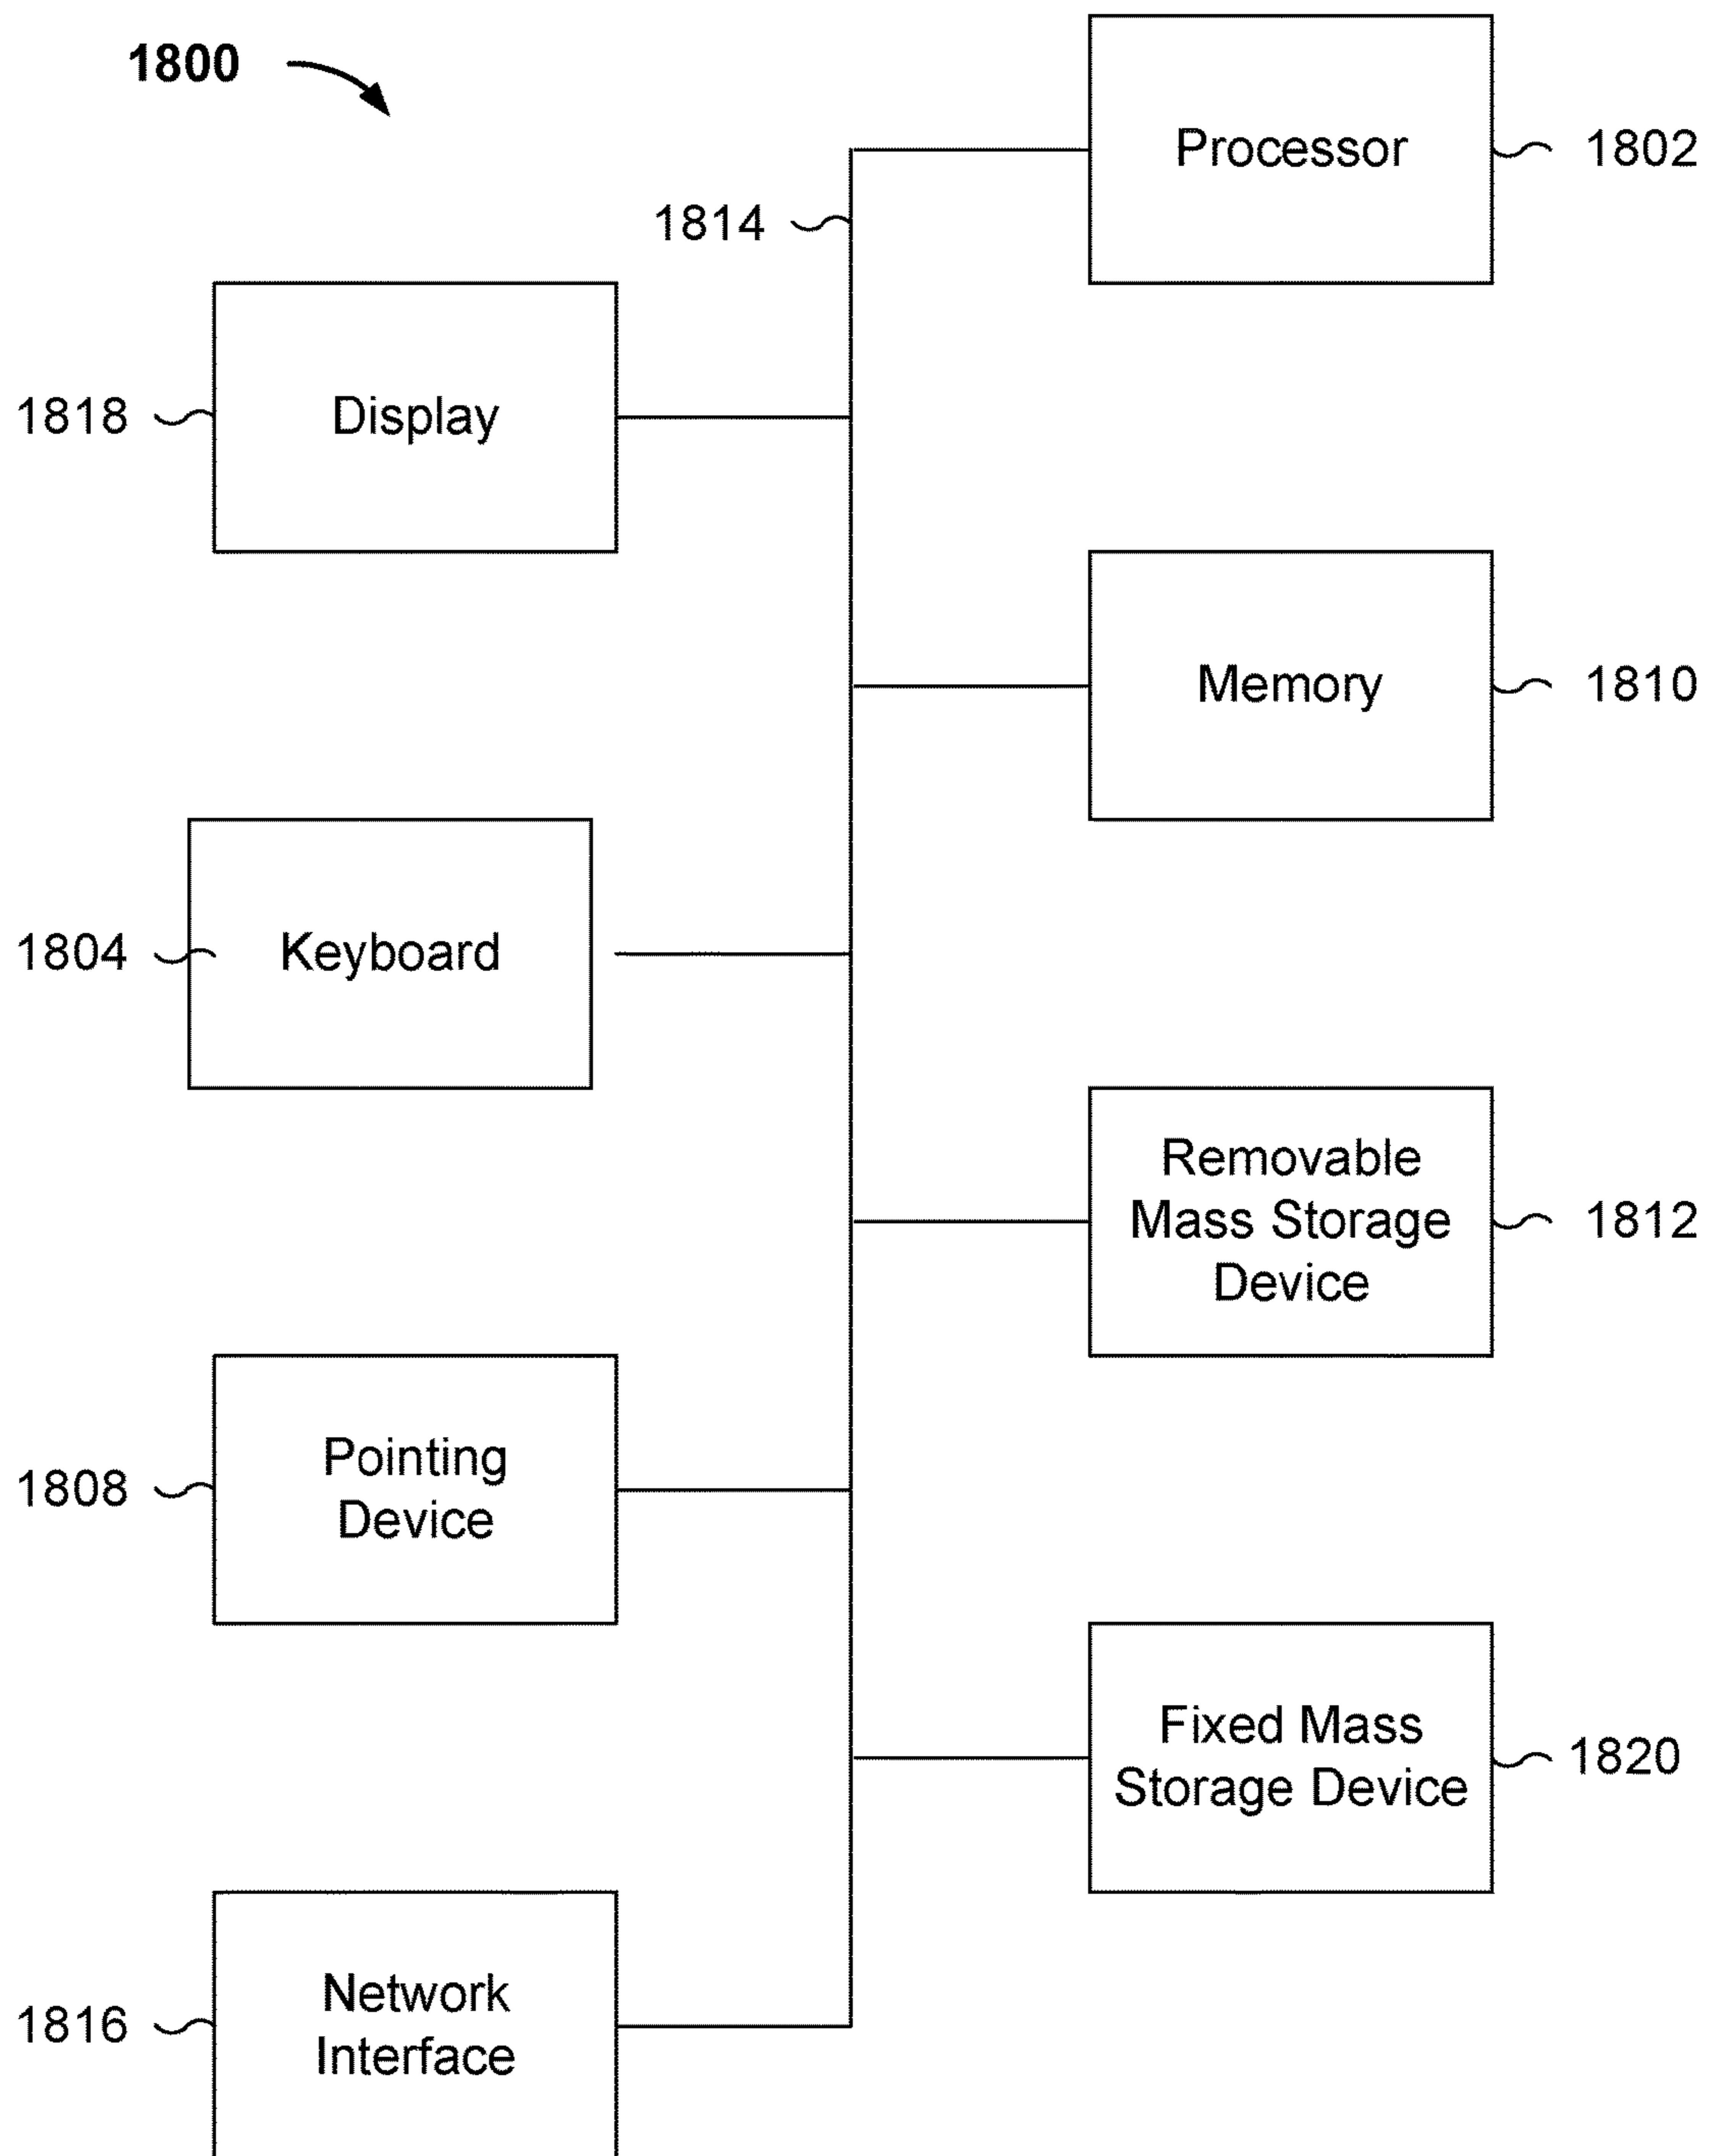 1800
Processor
1802
1814
Display
1818
Memory
1810
Keyboard
1804
Removable
Mass Storage
Device
1812
Pointing
Device
1808
Fixed Mass
Storage Device
1820
Network
Interface
1816